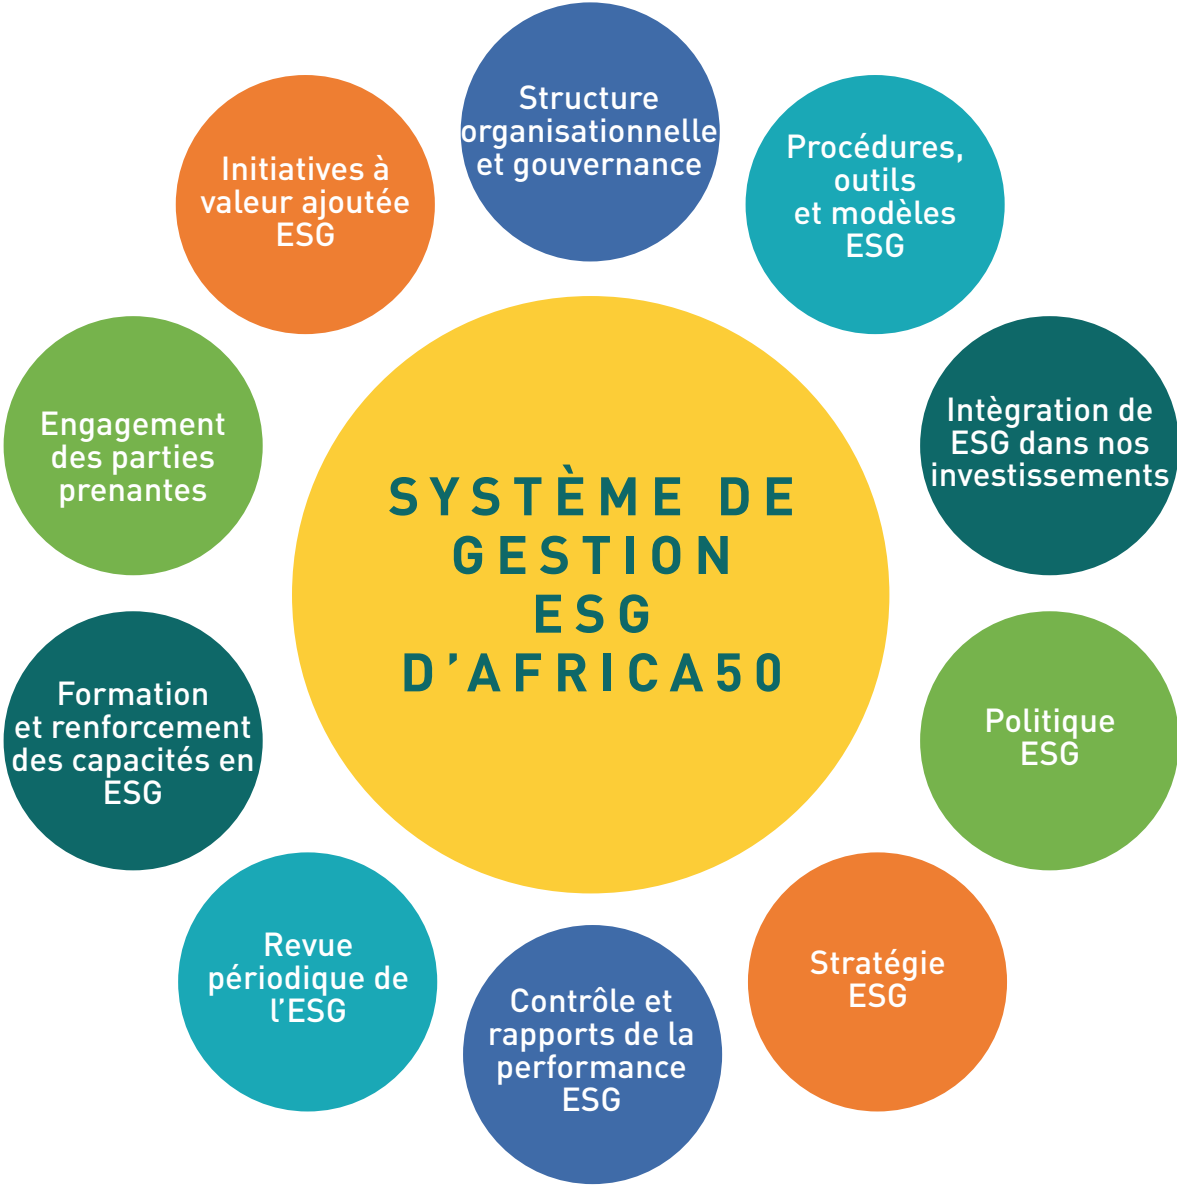 Structure
organisationnelle
et gouvernance
Procédures,
outils
et modèles
ESG
Intègration de
ESG dans nos
investissements
Politique
ESG
Stratégie
ESG
Contrôle et
rapports de la
performance
ESG
Revue
périodique de
l'ESG
Formation
et renforcement
des capacités en
ESG
Engagement
des parties
prenantes
Initiatives à
valeur ajoutée
ESG
SYSTÈME DE
GESTION
ESG
D'AFRICA50